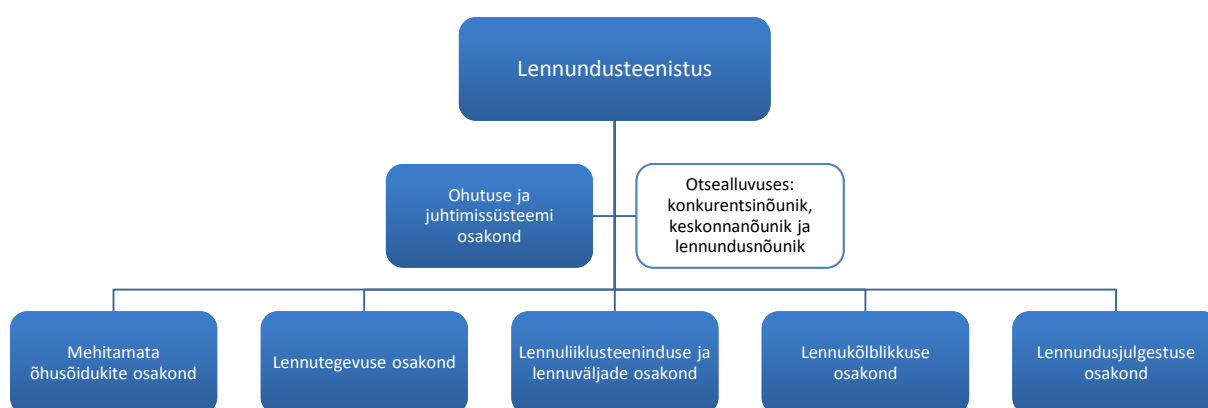 Lennundusteenistus
Ohutuse ja
juhtimissüsteemi
osakond
Otsealluvuses:
konkurentsinõunik,
keskonnanõunik ja
lennundusnõunik
Mehitamata
õhusõidukite osakond
Lennutegevuse osakond
Lennuliiklusteeninduse ja
lennuväljade osakond
Lennukõlblikkuse
osakond
Lennundusjulgestuse
osakond